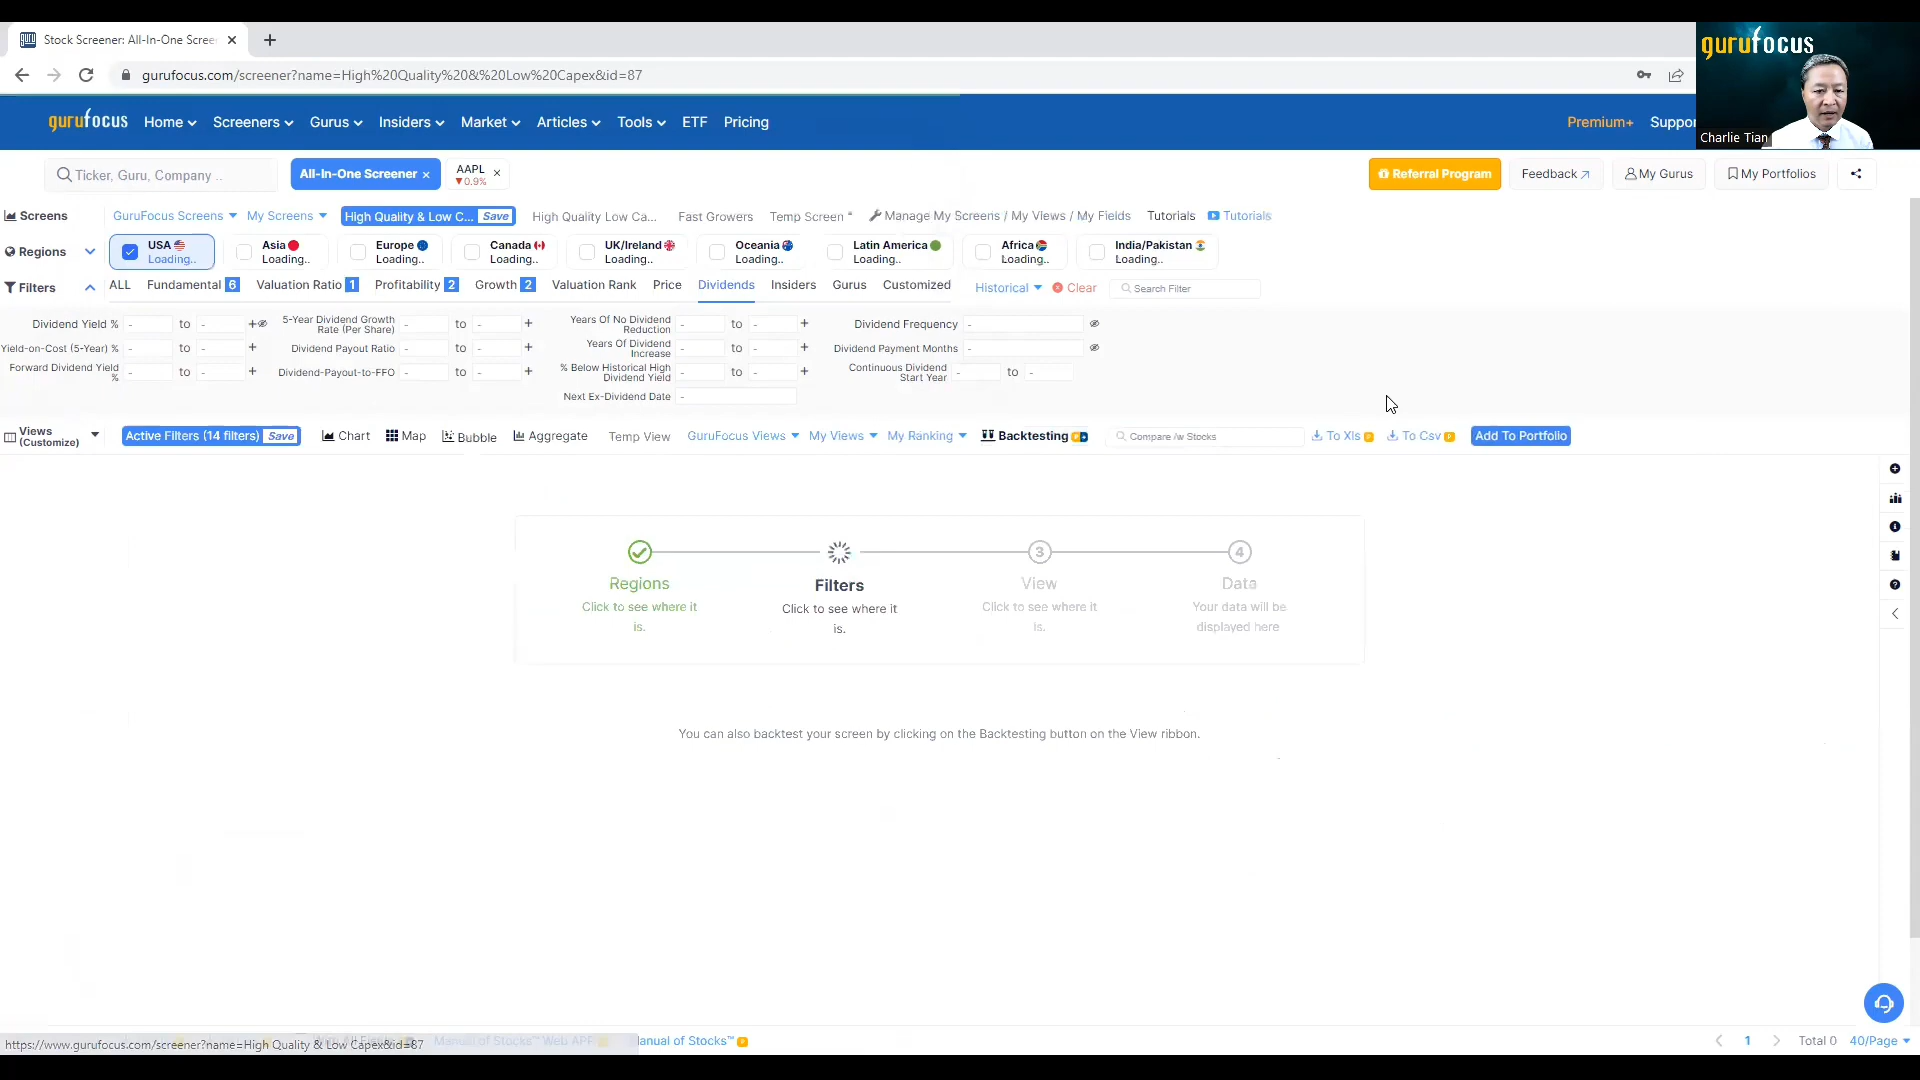 Stock Screener: All-In-One Scree
gurufocus.com/screener?name=High%20Quality%20&%20Low%20Capex&id=87
gurufocus
Charlie Tian
gurufocus Home Screeners Gurus Insiders Market Articles Tools ETF Pricing Premium+ Suppor
Ticker, Guru, Company ..
All-In-One Screener
AAPL
▼0.9%
Referral Program Feedback My Gurus My Portfolios
Screens GuruFocus Screens My Screens High Quality & Low C... Save High Quality Low Ca... Fast Growers Temp Screen * Manage My Screens / My Views / My Fields Tutorials Tutorials
Regions
USA
Loading..
Asia
Loading..
Europe
Loading..
Canada
Loading..
UK/Ireland
Loading..
Oceania
Loading..
Latin America
Loading..
Africa
Loading..
India/Pakistan
Loading..
Filters ALL Fundamental 6 Valuation Ratio 1 Profitability 2 Growth 2 Valuation Rank Price Dividends Insiders Gurus Customized Historical Clear Search Filter
Dividend Yield % - to - +
5-Year Dividend Growth
Rate (Per Share) - to - +
Years Of No Dividend
Reduction - to - +
Dividend Frequency -
Yield-on-Cost (5-Year) % - to - +
Dividend Payout Ratio - to - +
Years Of Dividend
Increase - to - +
Dividend Payment Months -
Forward Dividend Yield
% - to - +
Dividend-Payout-to-FFO - to - +
% Below Historical High
Dividend Yield - to - +
Continuous Dividend
Start Year - to -
Next Ex-Dividend Date -
Views
(Customize)
Active Filters (14 filters) Save Chart Map Bubble Aggregate Temp View GuruFocus Views My Views My Ranking Backtesting Compare /w Stocks To Xls To Csv Add To Portfolio
Regions
Click to see where it
is.
Filters
Click to see where it
is.
3
View
Click to see where it
is.
4
Data
Your data will be
displayed here
You can also backtest your screen by clicking on the Backtesting button on the View ribbon.
https://www.gurufocus.com/screener?name=High Quality & Low Capex&id=87
Manual of Stocks™ Web APP
anual of Stocks™
1 Total 0 40/Page